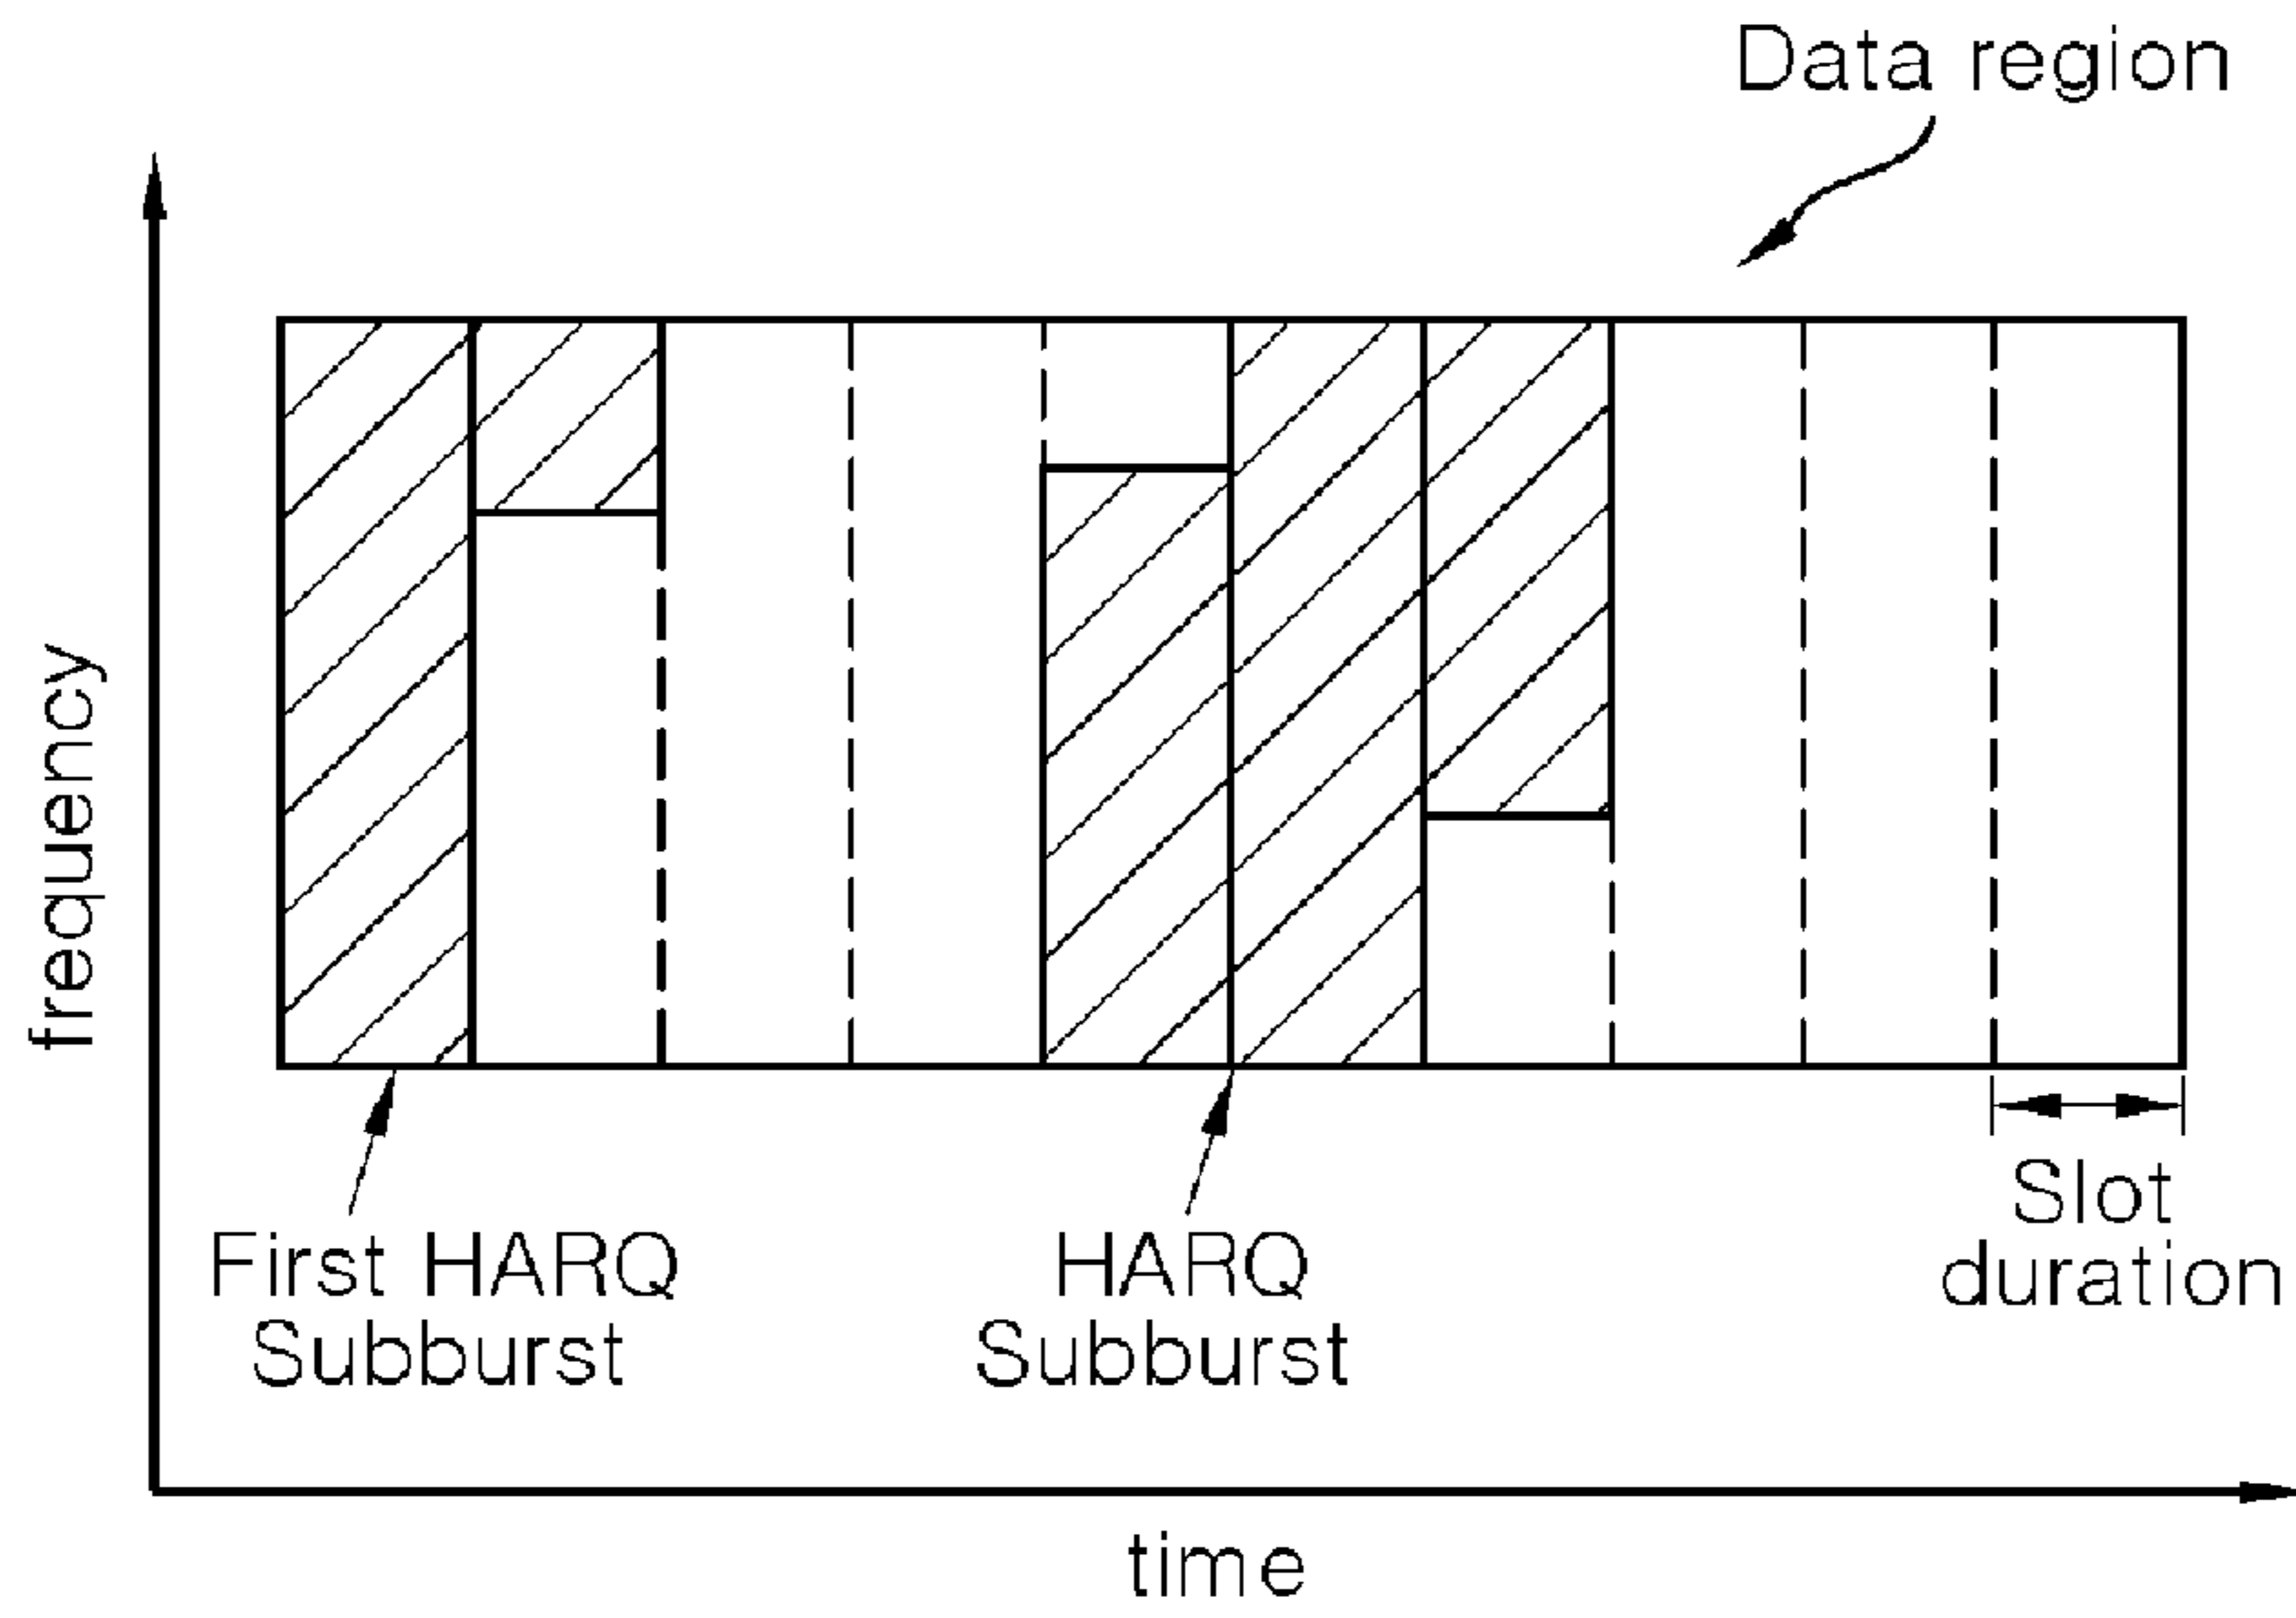 Data region
frequency
First HARQ
Subburst
HARQ
Subburst
Slot
duration
time